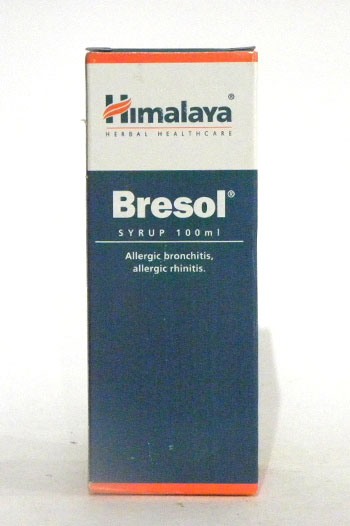 Himalaya®
HERBAL HEALTHCARE
Bresol®
SYRUP 100ml
Allergic bronchitis,
allergic rhinitis.